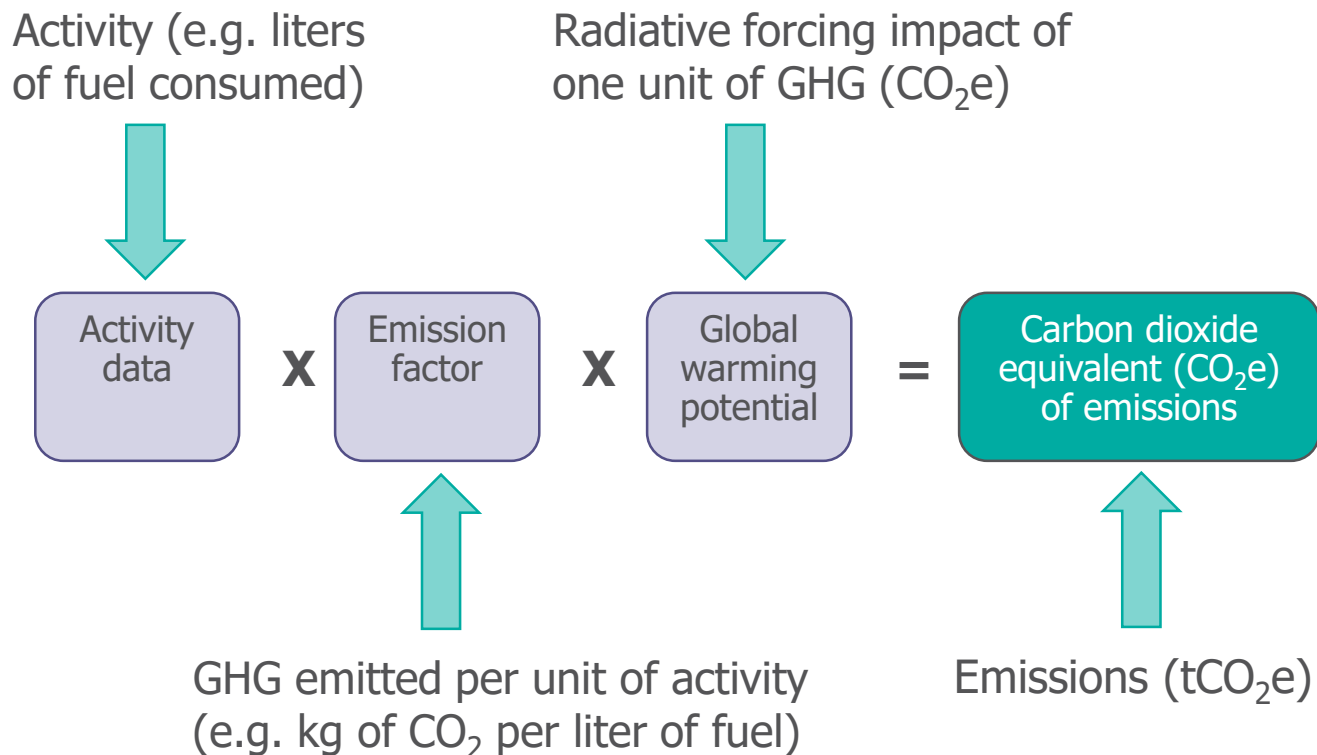 Activity (e.g. liters
of fuel consumed)
Radiative forcing impact of
one unit of GHG (CO₂e)
Activity
data
X
Emission
factor
X
Global
warming
potential
=
Carbon dioxide
equivalent (CO₂e)
of emissions
GHG emitted per unit of activity
(e.g. kg of CO₂ per liter of fuel)
Emissions (tCO₂e)